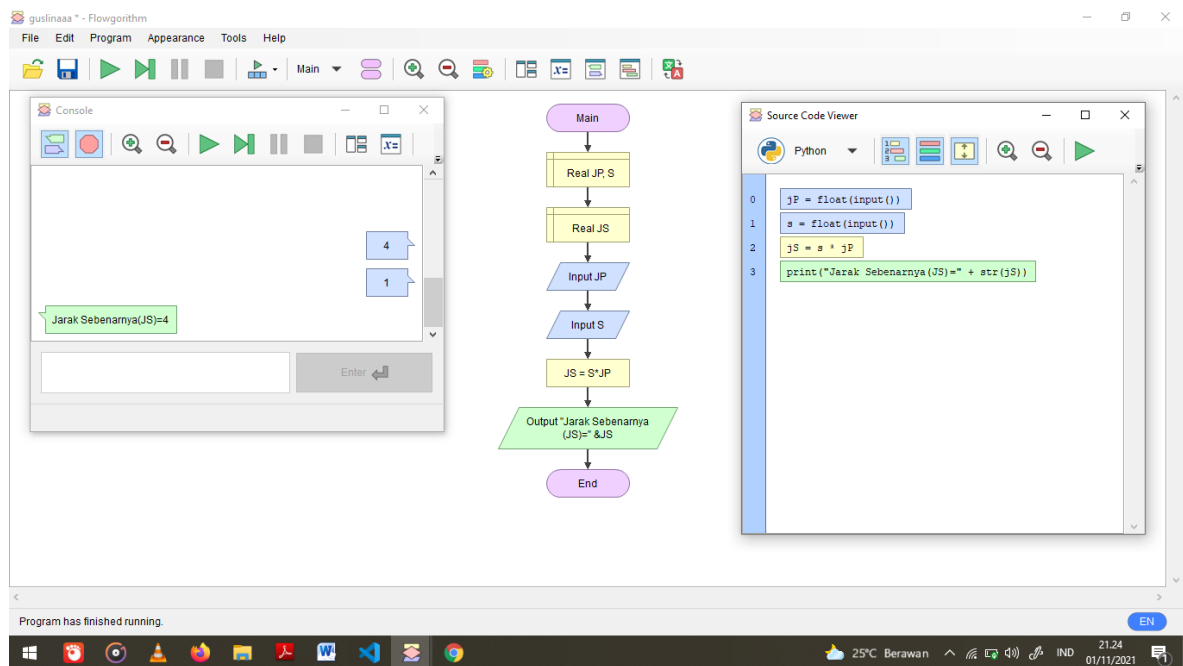 guslinaaa * - Flowgorithm
File Edit Program Appearance Tools Help
Main
Console
4
1
Jarak Sebenarnya(JS)=4
Enter
Main
Real JP, S
Real JS
Input JP
Input S
JS = S*JP
Output "Jarak Sebenarnya
(JS)=" &JS
End
Source Code Viewer
Python
0 jP = float(input())
1 s = float(input())
2 jS = s * jP
3 print("Jarak Sebenarnya(JS)=" + str(jS))
Program has finished running.
EN
25°C Berawan
IND
21.24
01/11/2021